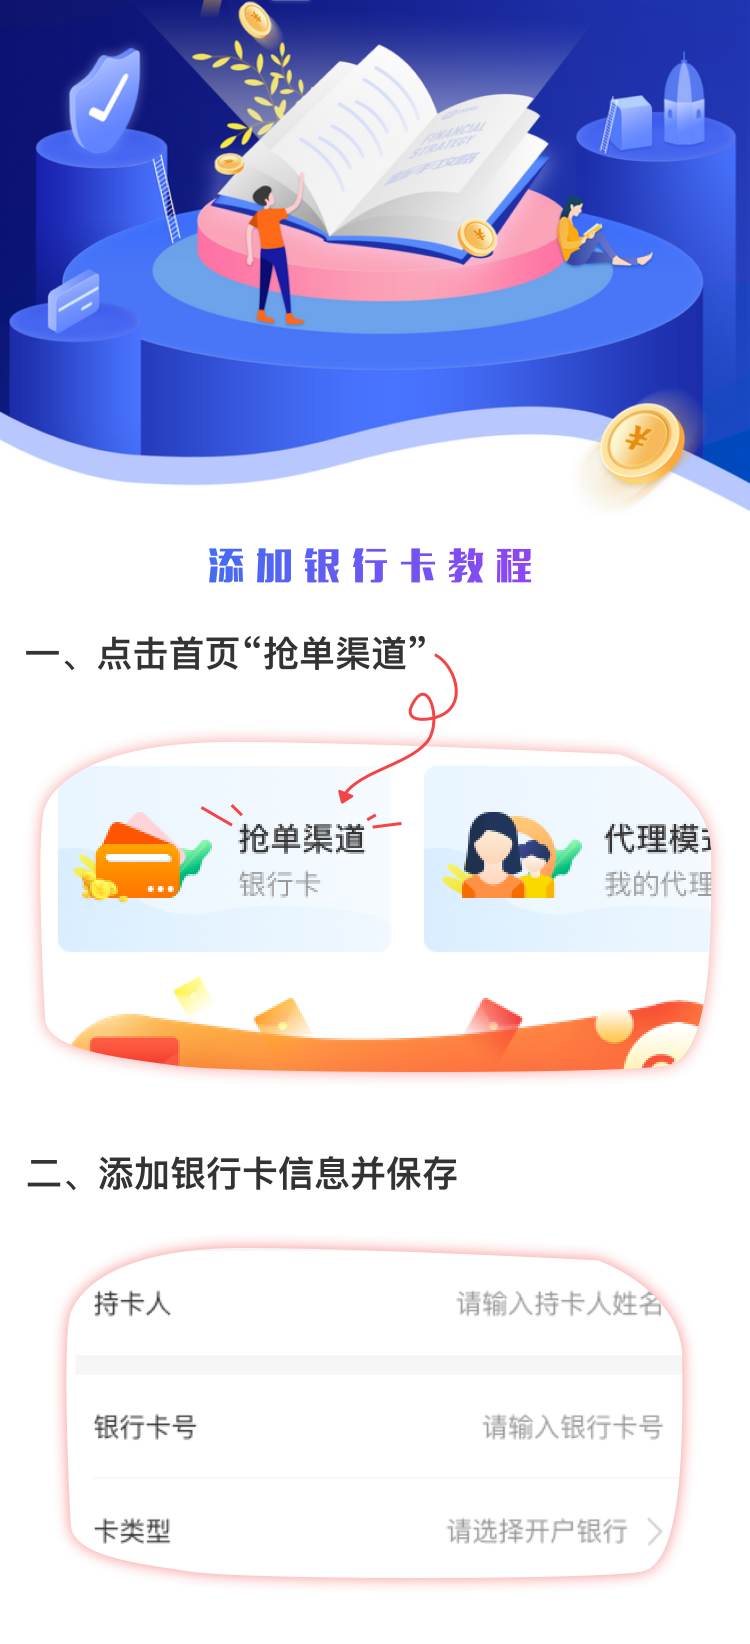 FINANCIAL
STRATEGY
添加银行卡教程
一、点击首页“抢单渠道”
抢单渠道
银行卡
代理模式
我的代理
二、添加银行卡信息并保存
持卡人
请输入持卡人姓名
银行卡号
请输入银行卡号
卡类型
请选择开户银行